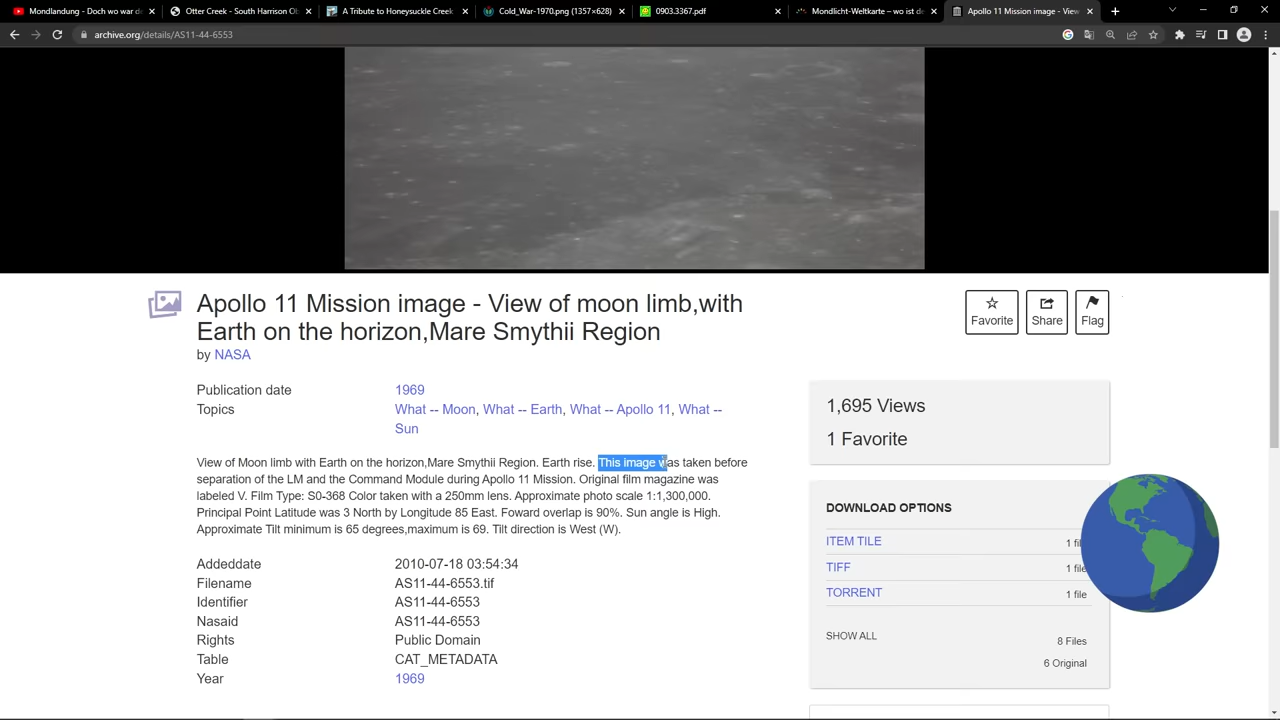 Mondlandung - Doch wo war de
Otter Creek - South Harrison Ob
A Tribute to Honeysuckle Creek
Cold_War-1970.png (1357×628)
0903.3367.pdf
Mondlicht-Weltkarte – wo ist de
Apollo 11 Mission image - View
archive.org/details/AS11-44-6553
Apollo 11 Mission image - View of moon limb,with
Earth on the horizon,Mare Smythii Region
by NASA
Favorite
Share
Flag
Publication date 1969
Topics What -- Moon, What -- Earth, What -- Apollo 11, What --
Sun
1,695 Views
1 Favorite
View of Moon limb with Earth on the horizon,Mare Smythii Region. Earth rise. This image was taken before
separation of the LM and the Command Module during Apollo 11 Mission. Original film magazine was
labeled V. Film Type: S0-368 Color taken with a 250mm lens. Approximate photo scale 1:1,300,000.
Principal Point Latitude was 3 North by Longitude 85 East. Foward overlap is 90%. Sun angle is High.
Approximate Tilt minimum is 65 degrees,maximum is 69. Tilt direction is West (W).
Addeddate 2010-07-18 03:54:34
Filename AS11-44-6553.tif
Identifier AS11-44-6553
Nasaid AS11-44-6553
Rights Public Domain
Table CAT_METADATA
Year 1969
DOWNLOAD OPTIONS
ITEM TILE 1 file
TIFF 1 file
TORRENT 1 file
SHOW ALL 8 Files
6 Original